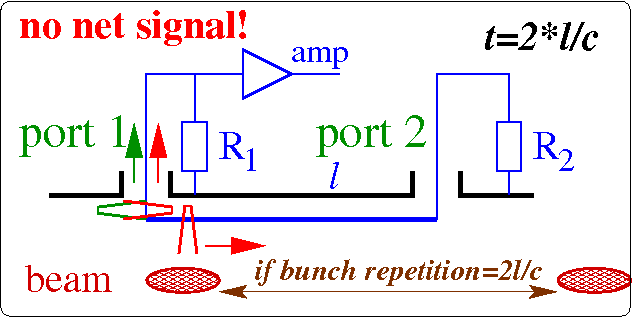 no net signal!
t=2*l/c
amp
port 1
R1
port 2
R2
l
beam
if bunch repetition=2l/c